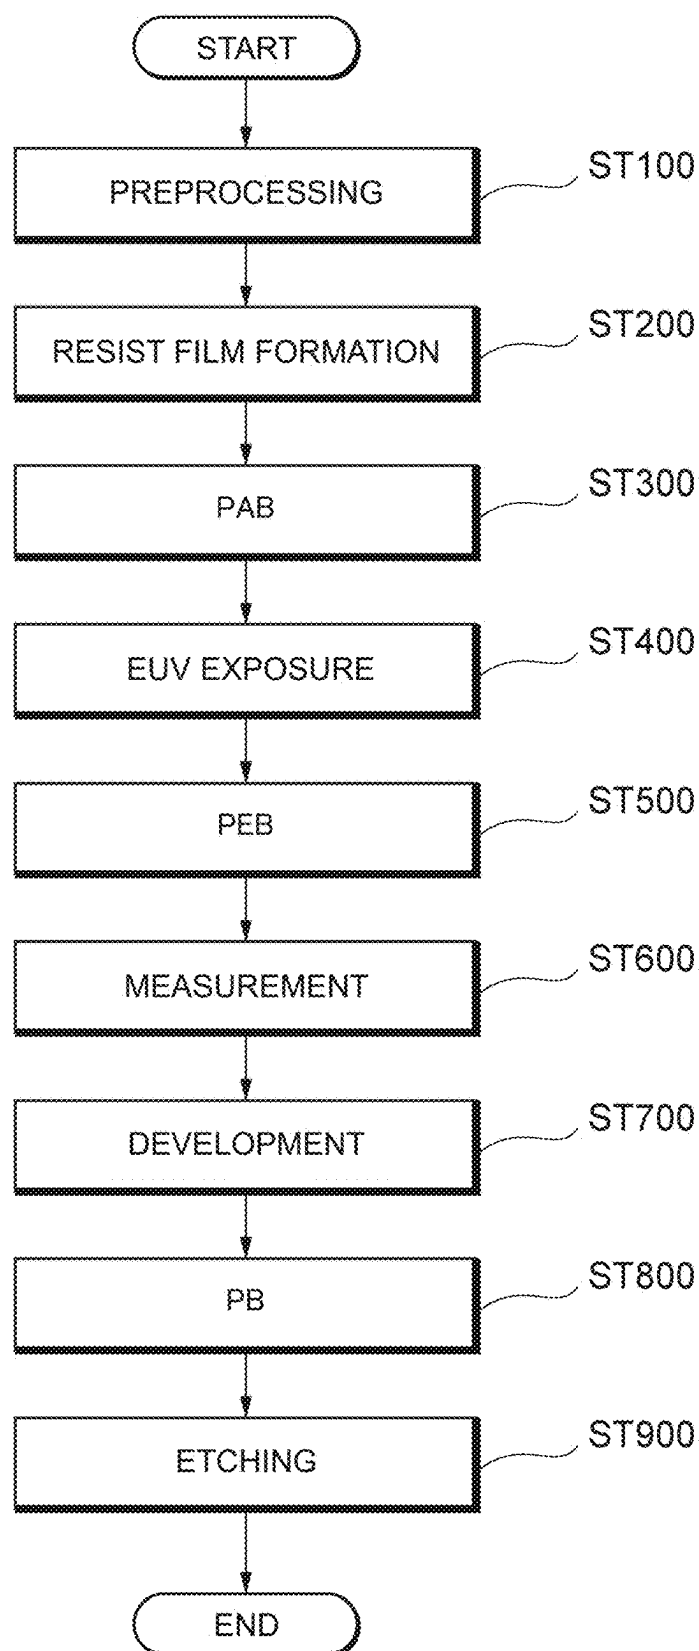 START
PREPROCESSING
ST100
RESIST FILM FORMATION
ST200
PAB
ST300
EUV EXPOSURE
ST400
PEB
ST500
MEASUREMENT
ST600
DEVELOPMENT
ST700
PB
ST800
ETCHING
ST900
END